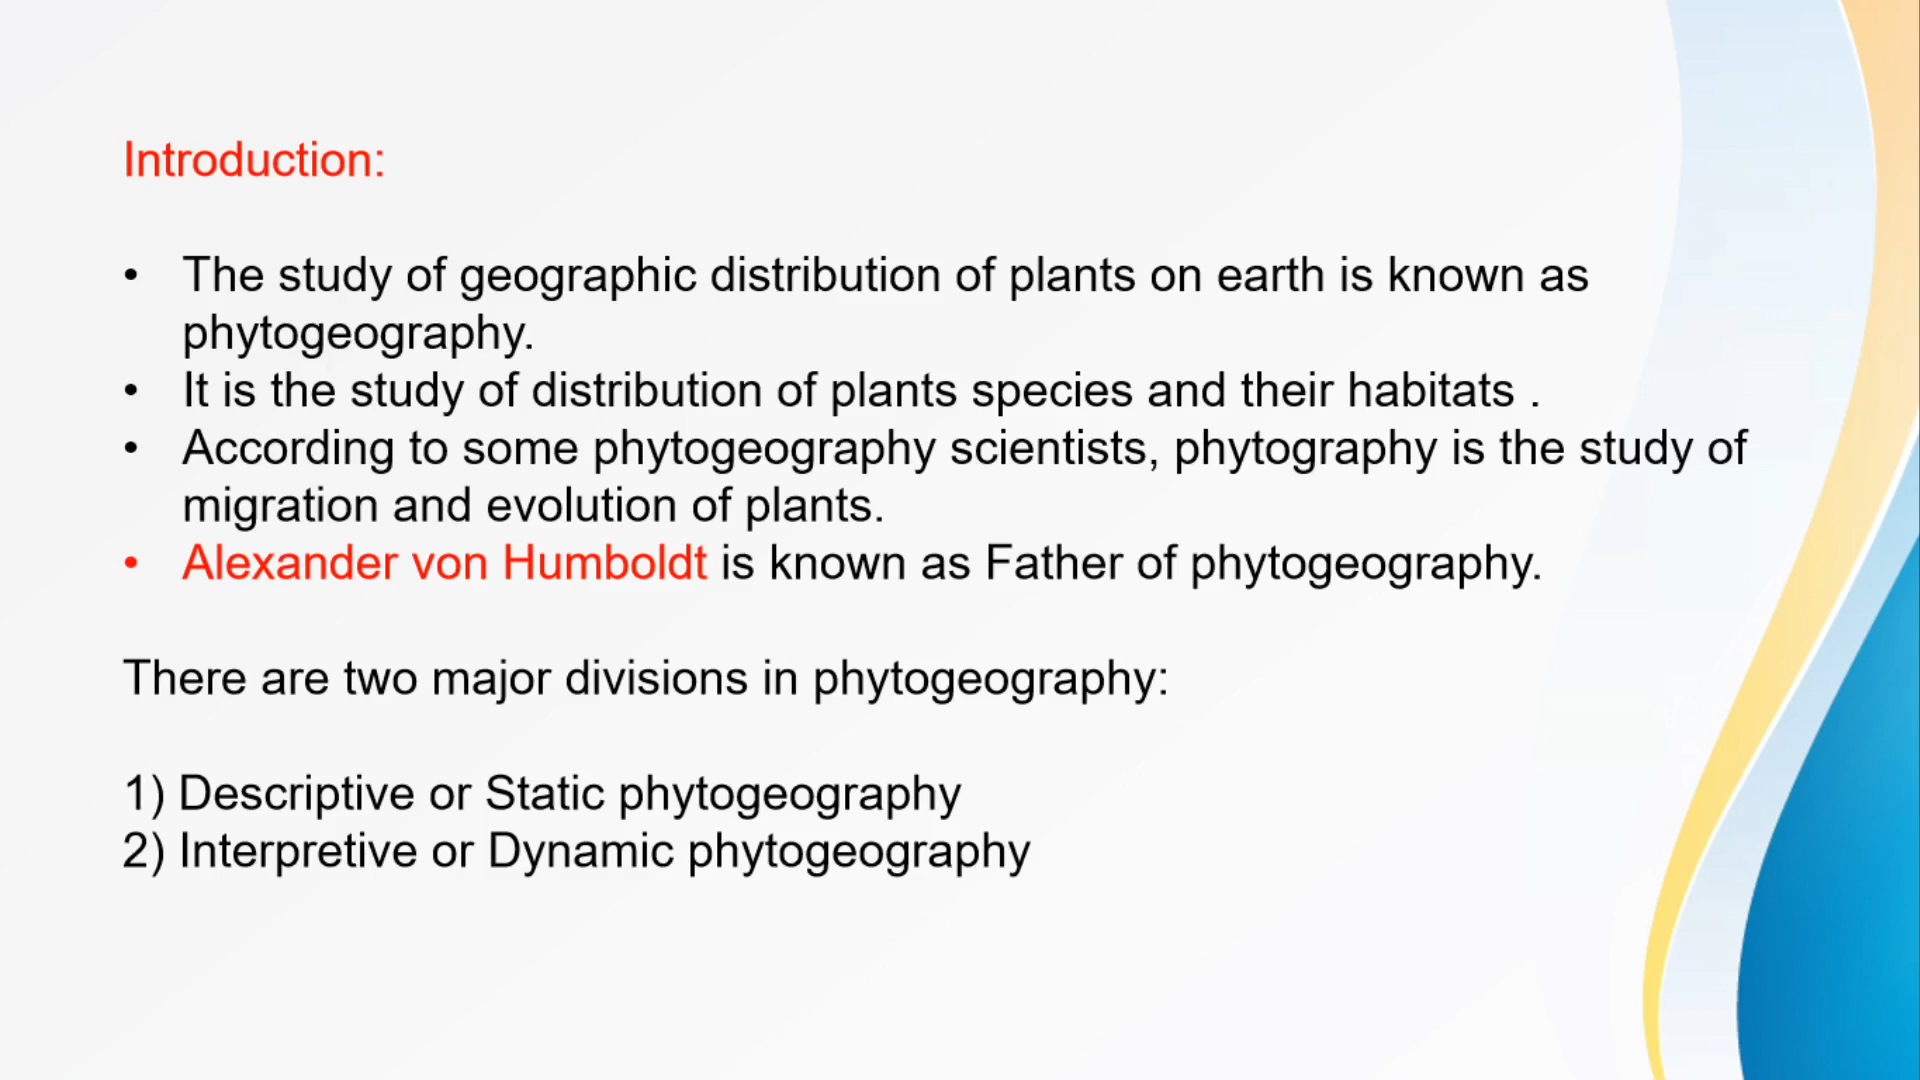 Introduction:
• The study of geographic distribution of plants on earth is known as
phytogeography.
• It is the study of distribution of plants species and their habitats .
• According to some phytogeography scientists, phytography is the study of
migration and evolution of plants.
• Alexander von Humboldt is known as Father of phytogeography.
There are two major divisions in phytogeography:
1) Descriptive or Static phytogeography
2) Interpretive or Dynamic phytogeography